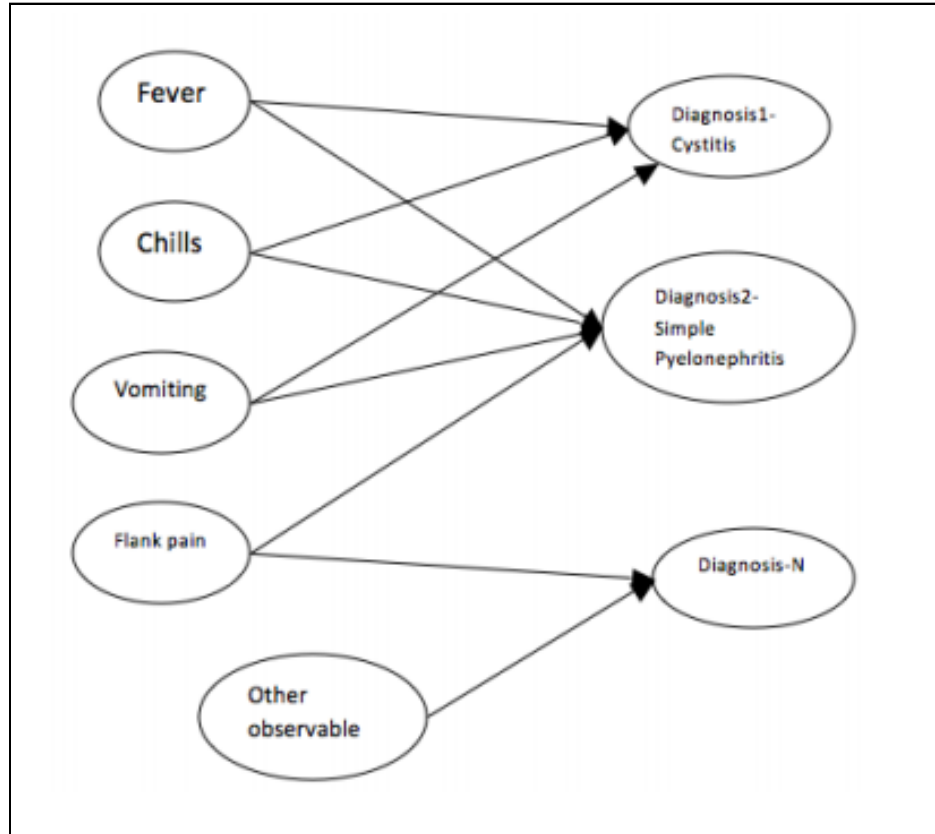 Fever
Diagnosis1-
Cystitis
Chills
Diagnosis2-
Simple
Pyelonephritis
Vomiting
Flank pain
Diagnosis-N
Other
observable